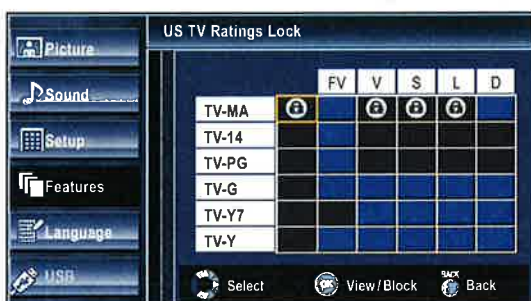 US TV Ratings Lock
Picture
Sound
Setup
Features
Language
USB
FV V S L D
TV-MA
TV-14
TV-PG
TV-G
TV-Y7
TV-Y
Select View/Block BACK Back